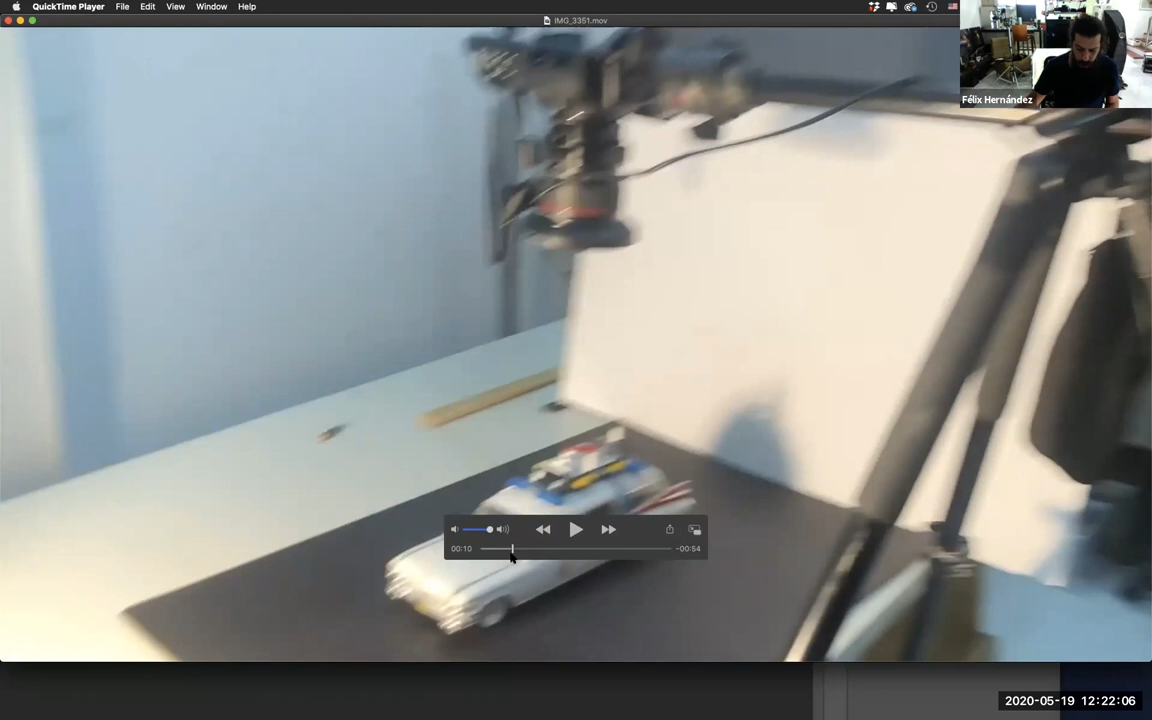 QuickTime Player File Edit View Window Help
IMG_3351.mov
Félix Hernández
00:10 -00:54
2020-05-19 12:22:06